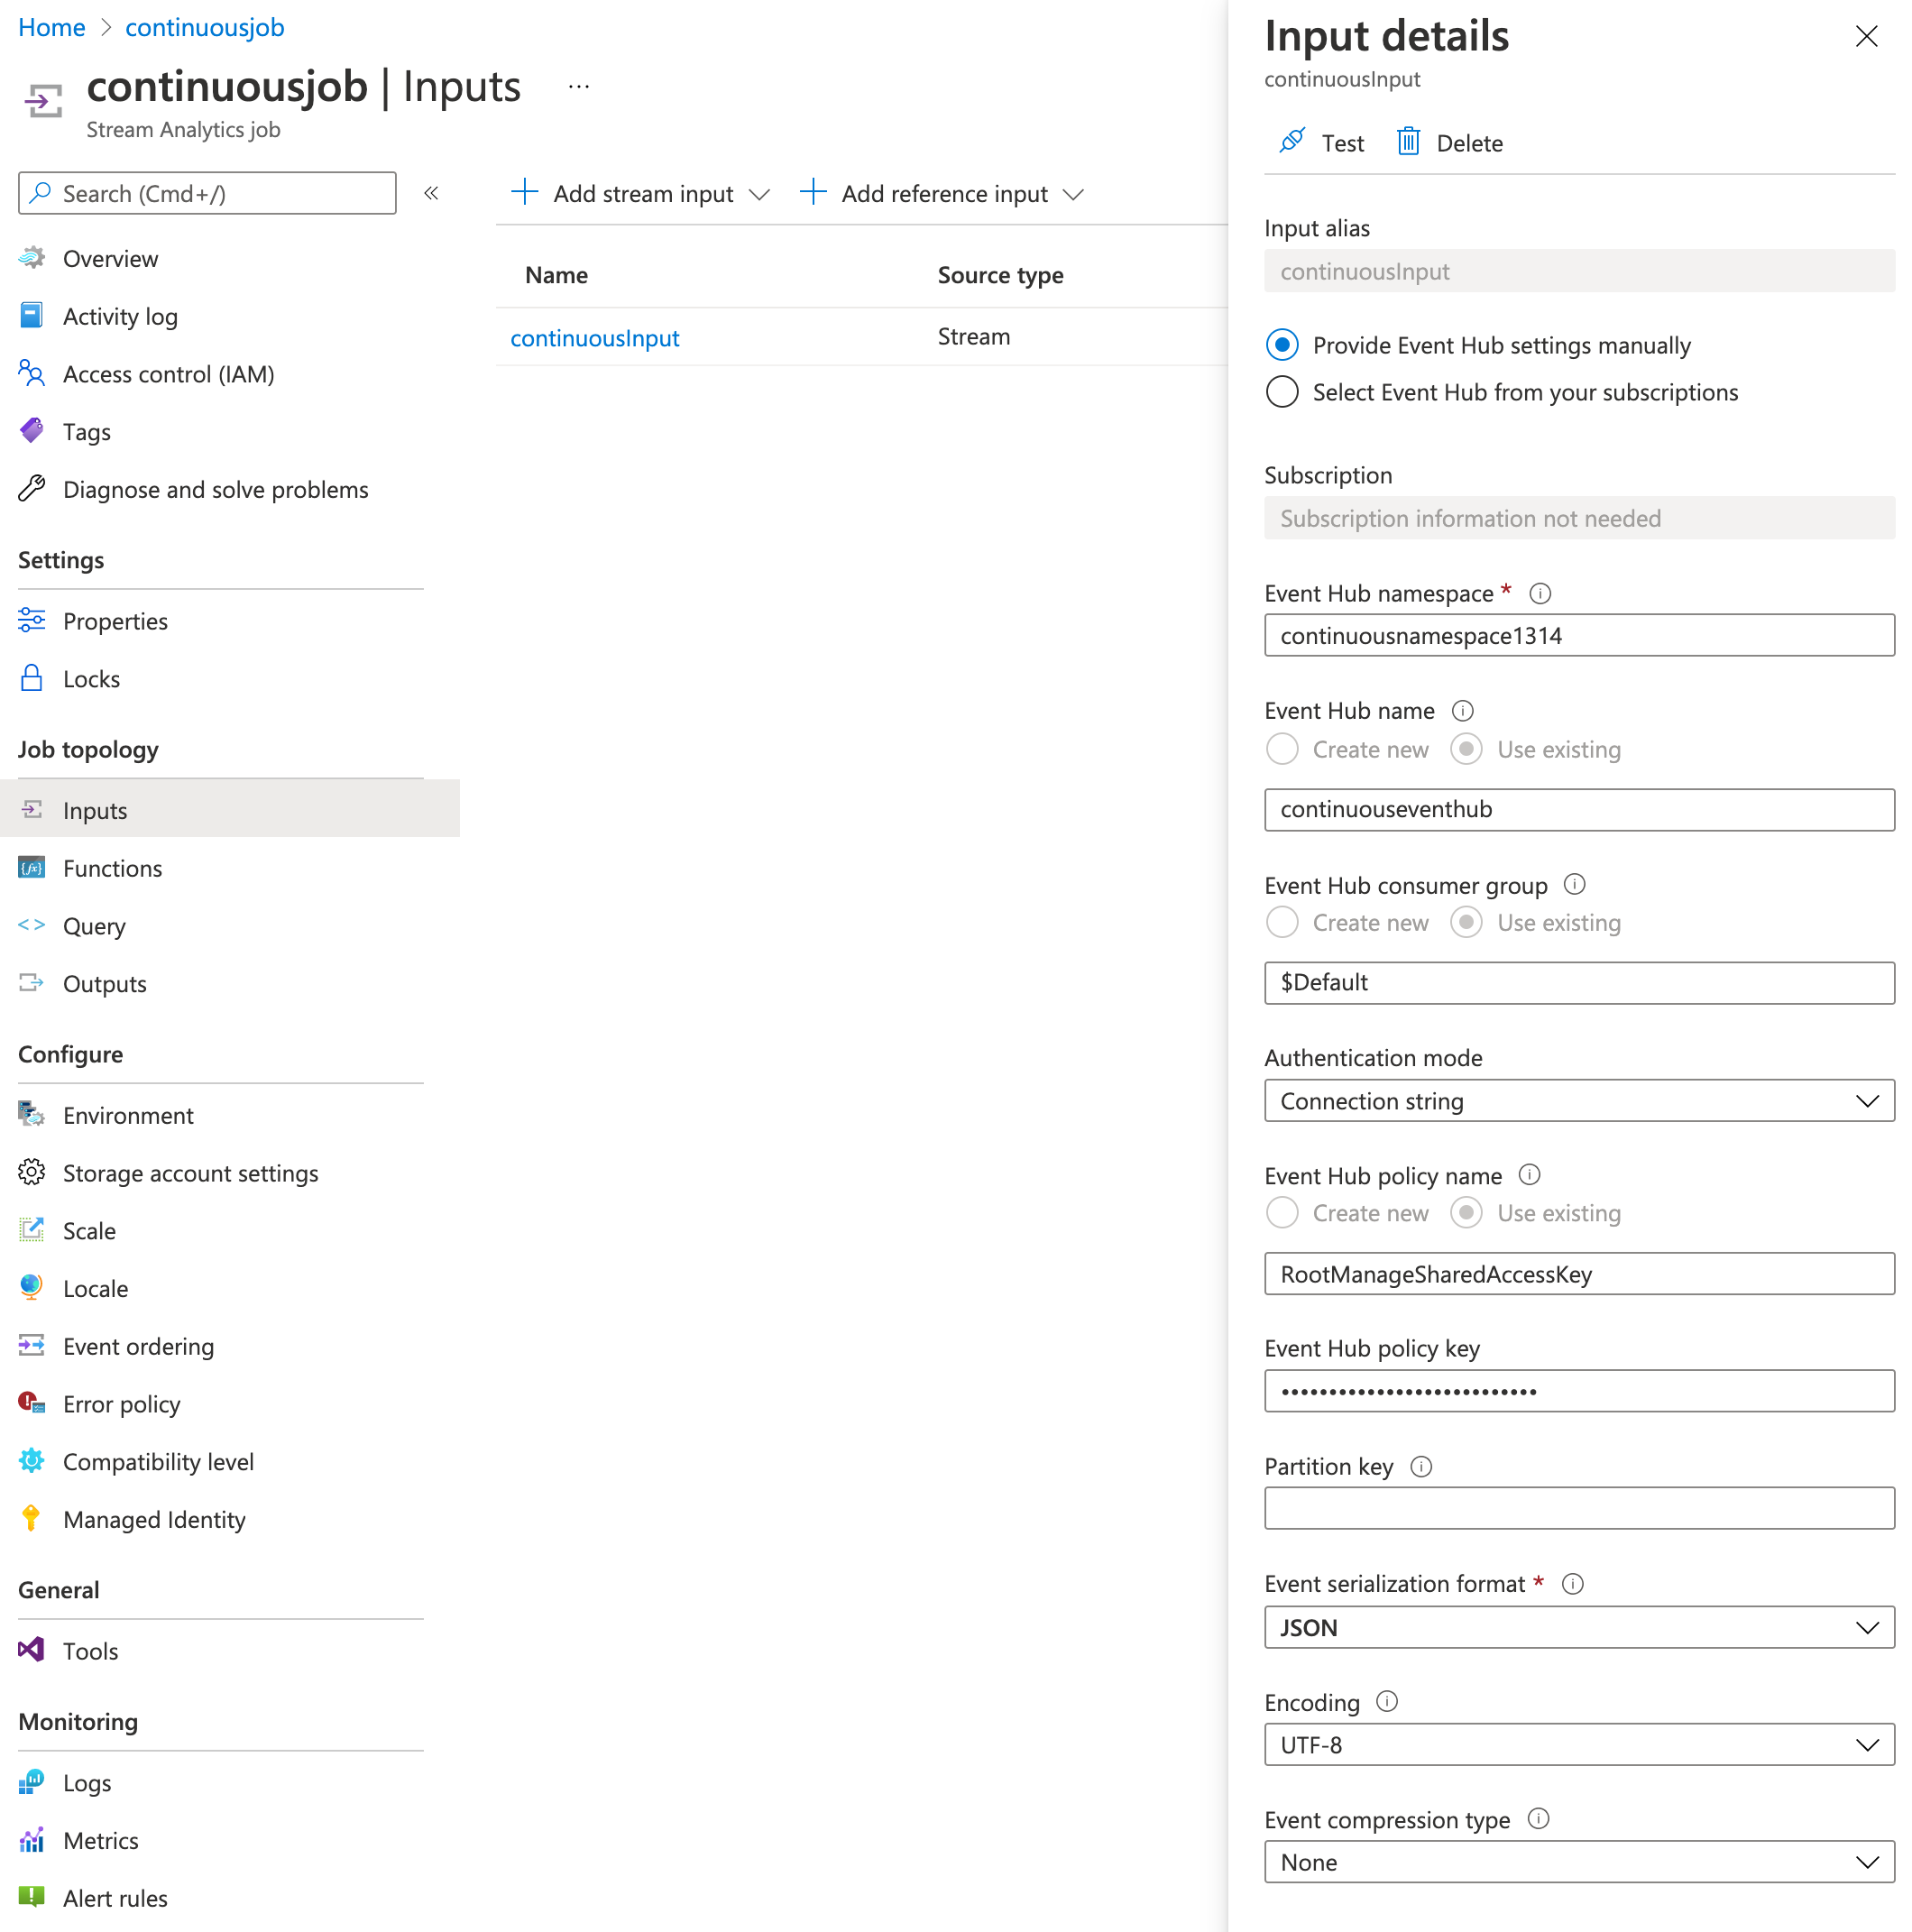 Home > continuousjob
continuousjob | Inputs ...
Stream Analytics job
Search (Cmd+/)
«
Overview
Activity log
Access control (IAM)
Tags
Diagnose and solve problems
Settings
Properties
Locks
Job topology
Inputs
Functions
Query
Outputs
Configure
Environment
Storage account settings
Scale
Locale
Event ordering
Error policy
Compatibility level
Managed Identity
General
Tools
Monitoring
Logs
Metrics
Alert rules
Add stream input
Add reference input
Name Source type
continuousInput Stream
Input details
continuousInput
Test Delete
Input alias
continuousInput
Provide Event Hub settings manually
Select Event Hub from your subscriptions
Subscription
Subscription information not needed
Event Hub namespace *
continuousnamespace1314
Event Hub name
Create new Use existing
continuouseventhub
Event Hub consumer group
Create new Use existing
$Default
Authentication mode
Connection string
Event Hub policy name
Create new Use existing
RootManageSharedAccessKey
Event Hub policy key
•••••••••••••••••••••••••••
Partition key
Event serialization format *
JSON
Encoding
UTF-8
Event compression type
None